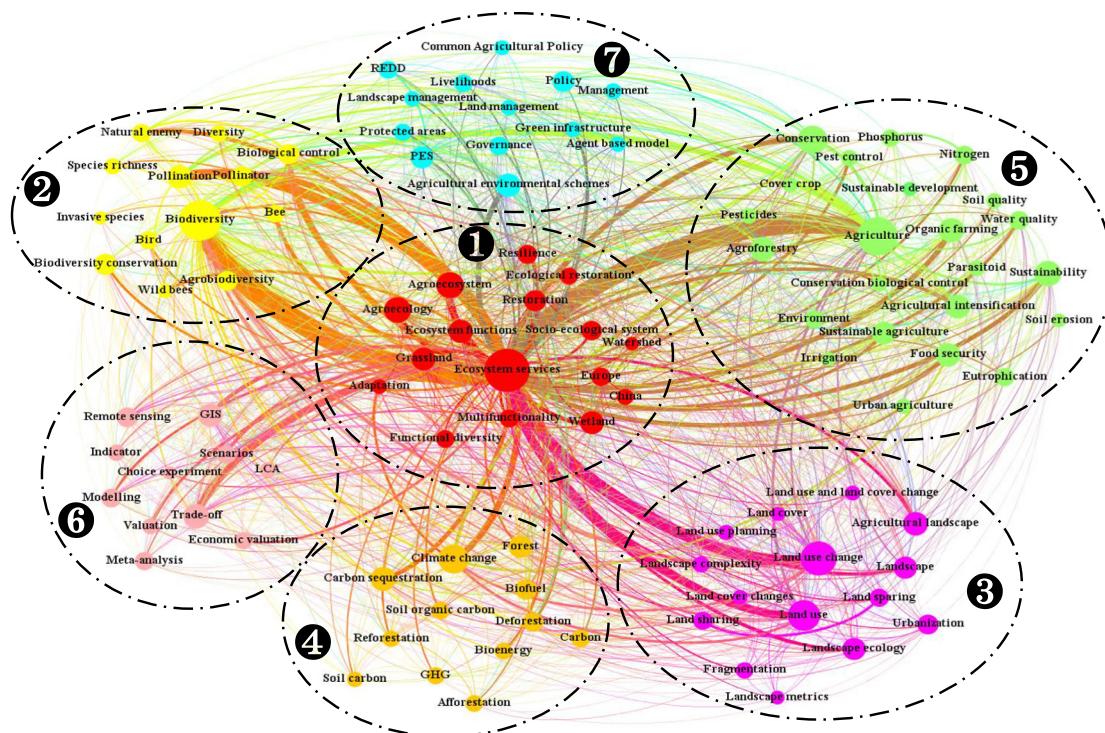 Common Agricultural Policy
7
REDD
Livelihoods
Policy
Management
Landscape management
Land management
Protected areas
Green infrastructure
Governance
Agent based model
PES
Agricultural environmental schemes
2
Natural enemy
Diversity
Biological control
Species richness
Pollination
Pollinator
Invasive species
Biodiversity
Bee
Bird
Biodiversity conservation
Agrobiodiversity
Wild bees
1
Resilience
Ecological restoration
Agroecosystem
Restoration
Agroecology
Ecosystem functions
Socio-ecological system
Watershed
Grassland
Ecosystem services
Europe
Adaptation
China
Multifunctionality
Wetland
Functional diversity
5
Conservation
Phosphorus
Pest control
Nitrogen
Cover crop
Sustainable development
Soil quality
Pesticides
Water quality
Organic farming
Agriculture
Agroforestry
Parasitoid
Sustainability
Conservation biological control
Agricultural intensification
Environment
Soil erosion
Sustainable agriculture
Irrigation
Food security
Eutrophication
Urban agriculture
6
Remote sensing
GIS
Indicator
Scenarios
Choice experiment
LCA
Modelling
Trade-off
Valuation
Economic valuation
Meta-analysis
4
Forest
Climate change
Carbon sequestration
Biofuel
Soil organic carbon
Deforestation
Reforestation
Carbon
Bioenergy
Soil carbon
GHG
Afforestation
3
Land use and land cover change
Land cover
Agricultural landscape
Land use planning
Land use change
Landscape complexity
Landscape
Land cover changes
Land sparing
Land sharing
Land use
Urbanization
Landscape ecology
Fragmentation
Landscape metrics